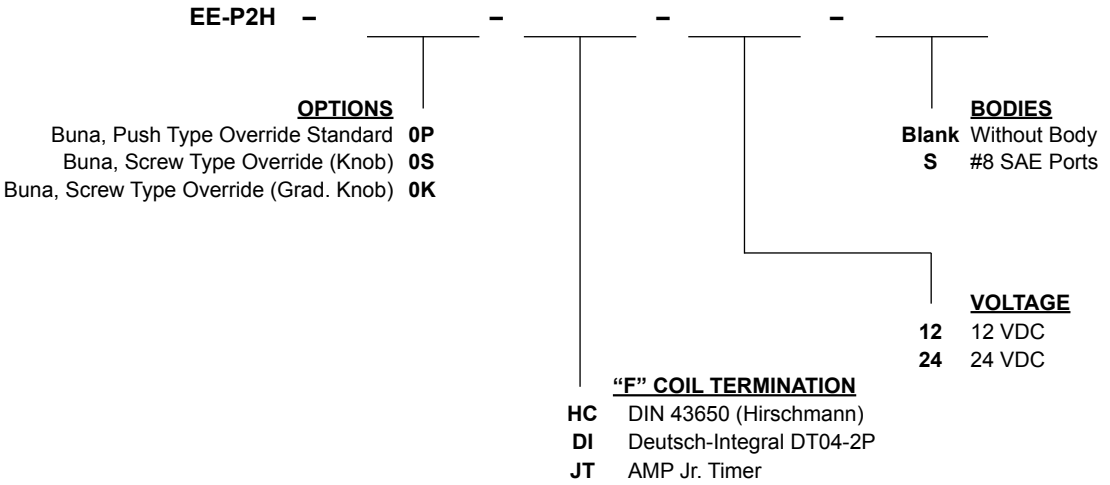 EE-P2H – – – –
OPTIONS
Buna, Push Type Override Standard 0P
Buna, Screw Type Override (Knob) 0S
Buna, Screw Type Override (Grad. Knob) 0K
BODIES
Blank Without Body
S #8 SAE Ports
VOLTAGE
12 12 VDC
24 24 VDC
“F” COIL TERMINATION
HC DIN 43650 (Hirschmann)
DI Deutsch-Integral DT04-2P
JT AMP Jr. Timer